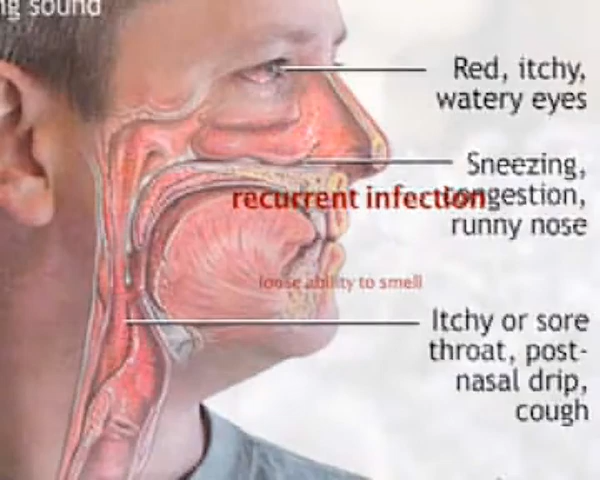 ng sound
Red, itchy,
watery eyes
Sneezing,
congestion,
runny nose
recurrent infection
loose ability to smell
Itchy or sore
throat, post-
nasal drip,
cough